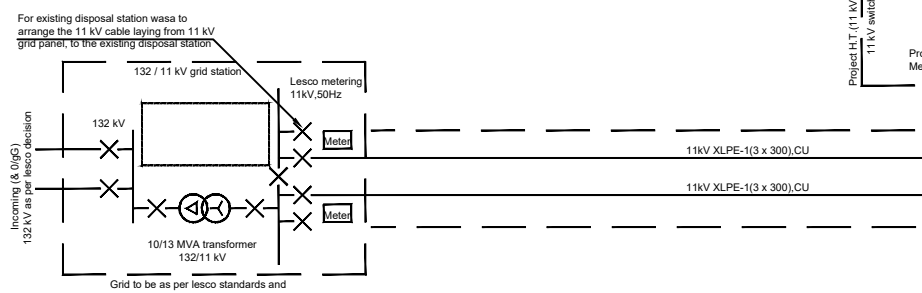 For existing disposal station wasa to
arrange the 11 kV cable laying from 11 kV
grid panel, to the existing disposal station
132 / 11 kV grid station
Lesco metering
11kV,50Hz
132 kV
Meter
11kV XLPE-1(3 x 300),CU
11kV XLPE-1(3 x 300),CU
Meter
Incoming (& 0/gG)
132 kV as per lesco decision
10/13 MVA transformer
132/11 kV
Grid to be as per lesco standards and
Project H.T.(11 kV
11 kV switc
Pro
Me